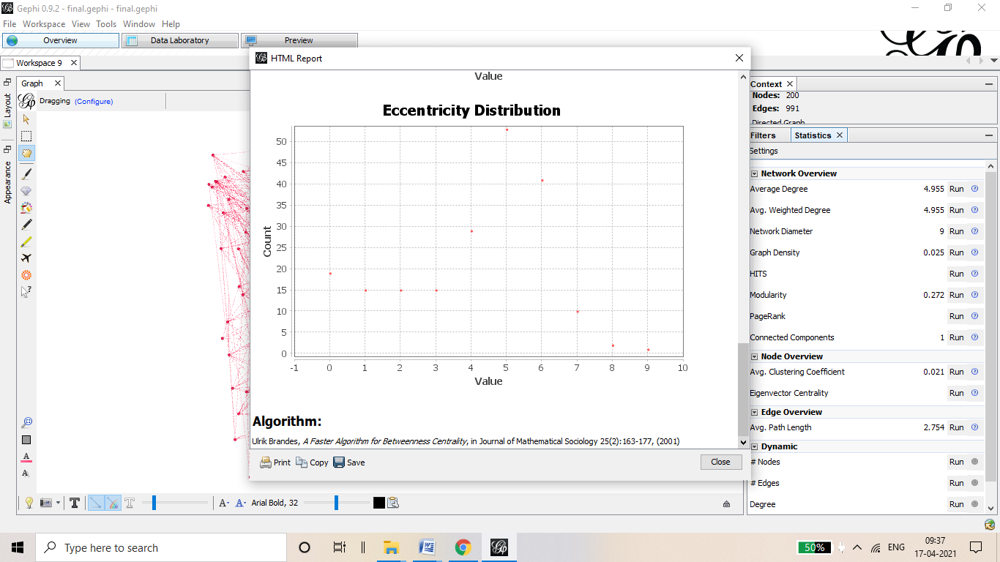 Gephi 0.9.2 - final.gephi - final.gephi
File Workspace View Tools Window Help
Overview Data Laboratory Preview
Workspace 9
Graph
Dragging (Configure)
Layout
Appearance
HTML Report
Value
Eccentricity Distribution
50
45
40
35
30
25
20
15
10
5
0
Count
-1 0 1 2 3 4 5 6 7 8 9 10
Value
Algorithm:
Ulrik Brandes, A Faster Algorithm for Betweenness Centrality, in Journal of Mathematical Sociology 25(2):163-177, (2001)
Print Copy Save Close
Context
Nodes: 200
Edges: 991
Directed Graph
Filters Statistics
Settings
Network Overview
Average Degree 4.955 Run
Avg. Weighted Degree 4.955 Run
Network Diameter 9 Run
Graph Density 0.025 Run
HITS Run
Modularity 0.272 Run
PageRank Run
Connected Components 1 Run
Node Overview
Avg. Clustering Coefficient 0.021 Run
Eigenvector Centrality Run
Edge Overview
Avg. Path Length 2.754 Run
Dynamic
# Nodes Run
# Edges Run
Degree Run
Arial Bold, 32
Type here to search
50%
ENG
09:37
17-04-2021